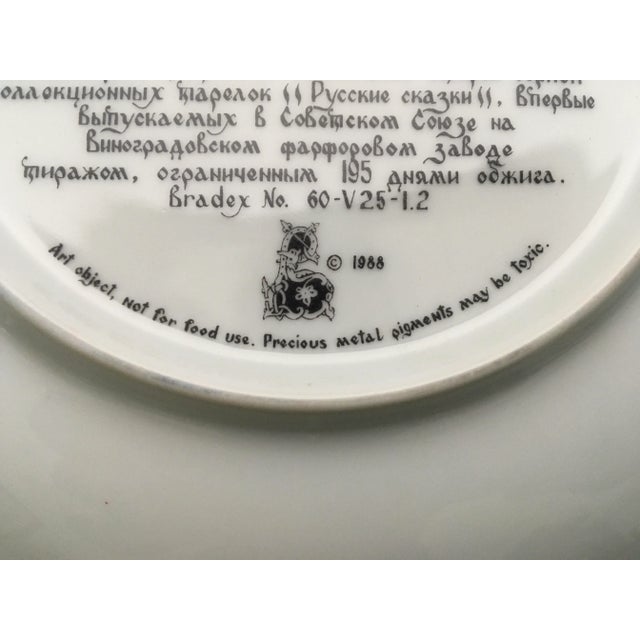 оллекционных тарелок "Русские сказки", впервые
выпускаемых в Советском Союзе на
Виноградовском фарфоровом заводе
тиражом, ограниченным 195 днями обжига.
Bradex No. 60-V25-1.2
© 1988
Art object, not for food use. Precious metal pigments may be toxic.